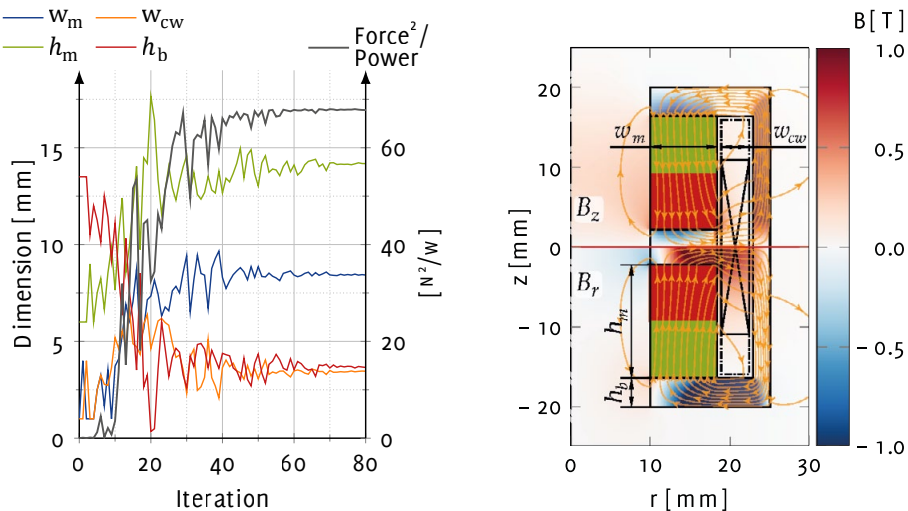 w_m w_cw
h_m h_b Force²/
Power
15
10
5
0
Dimension [mm]
0 20 40 60 80
Iteration
60
40
20
0
[N²/W]
B[T]
20
10
0
-10
-20
z [mm]
w_m w_cw
B_z
B_r
h_m
h_b
0 10 20 30
r [mm]
1.0
0.5
0.0
-0.5
-1.0